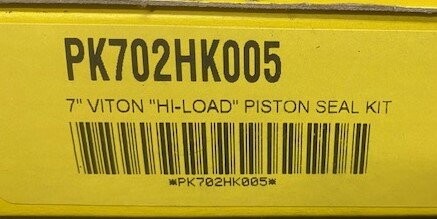 PK702HK005
7" VITON "HI-LOAD" PISTON SEAL KIT
*PK702HK005*